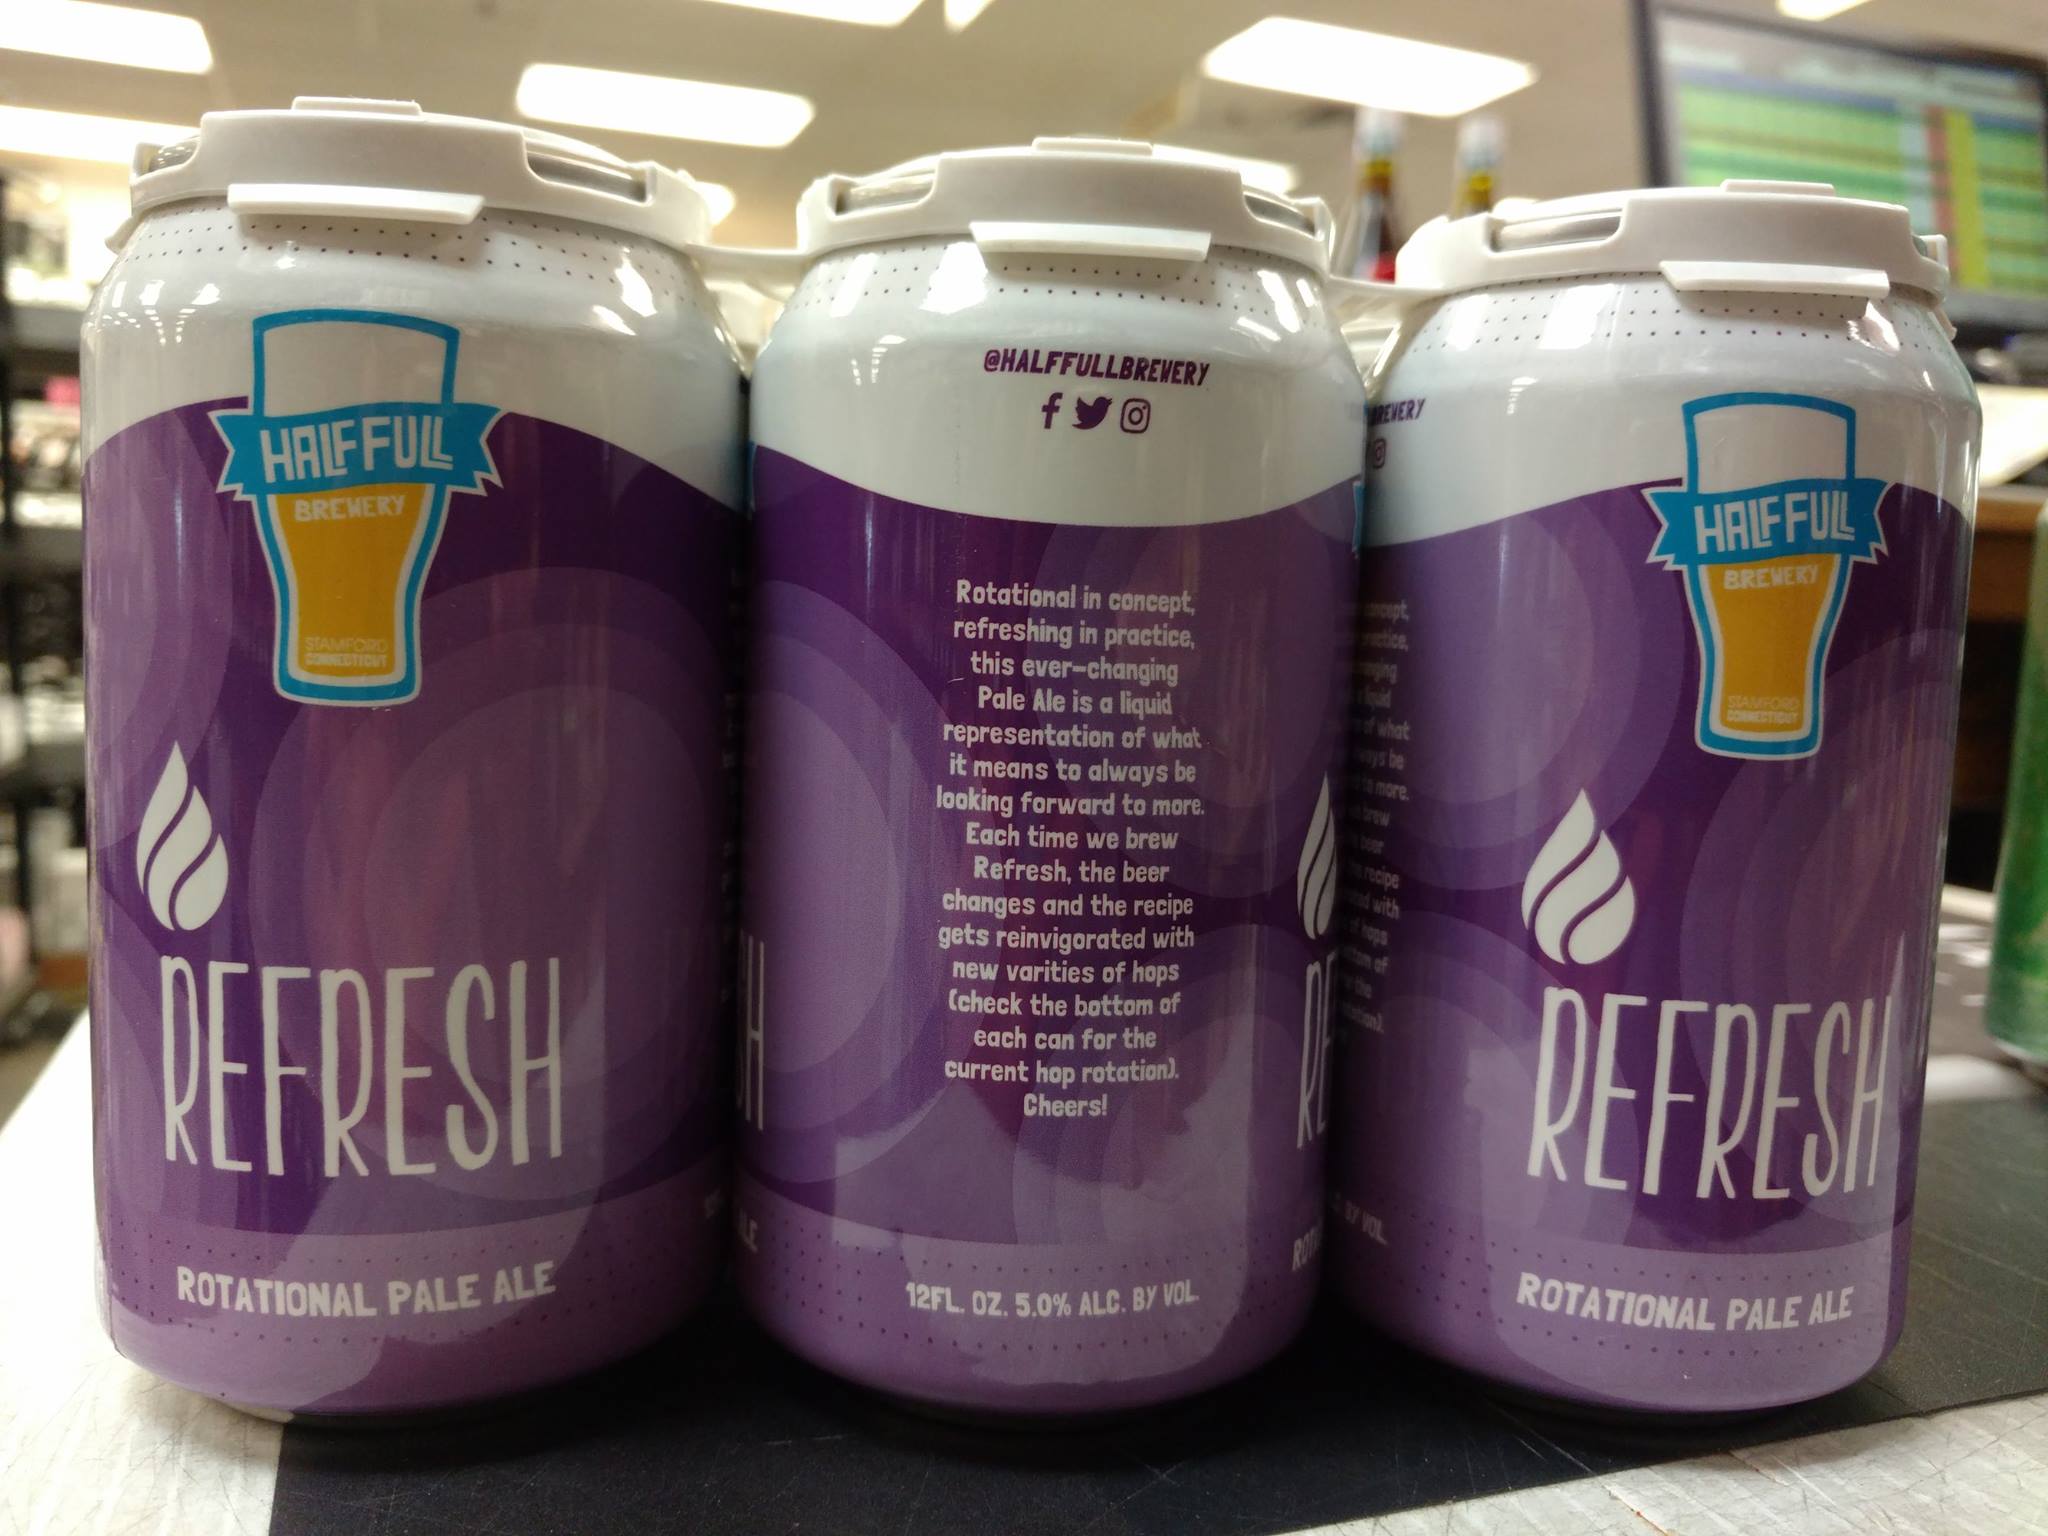 HALF FULL
BREWERY
STAMFORD
CONNECTICUT
REFRESH
ROTATIONAL PALE ALE
@HALFFULLBREWERY
Rotational in concept,
refreshing in practice,
this ever-changing
Pale Ale is a liquid
representation of what
it means to always be
looking forward to more.
Each time we brew
Refresh, the beer
changes and the recipe
gets reinvigorated with
new varities of hops
(check the bottom of
each can for the
current hop rotation).
Cheers!
12FL. OZ. 5.0% ALC. BY VOL.
HALF FULL
BREWERY
STAMFORD
CONNECTICUT
REFRESH
ROTATIONAL PALE ALE